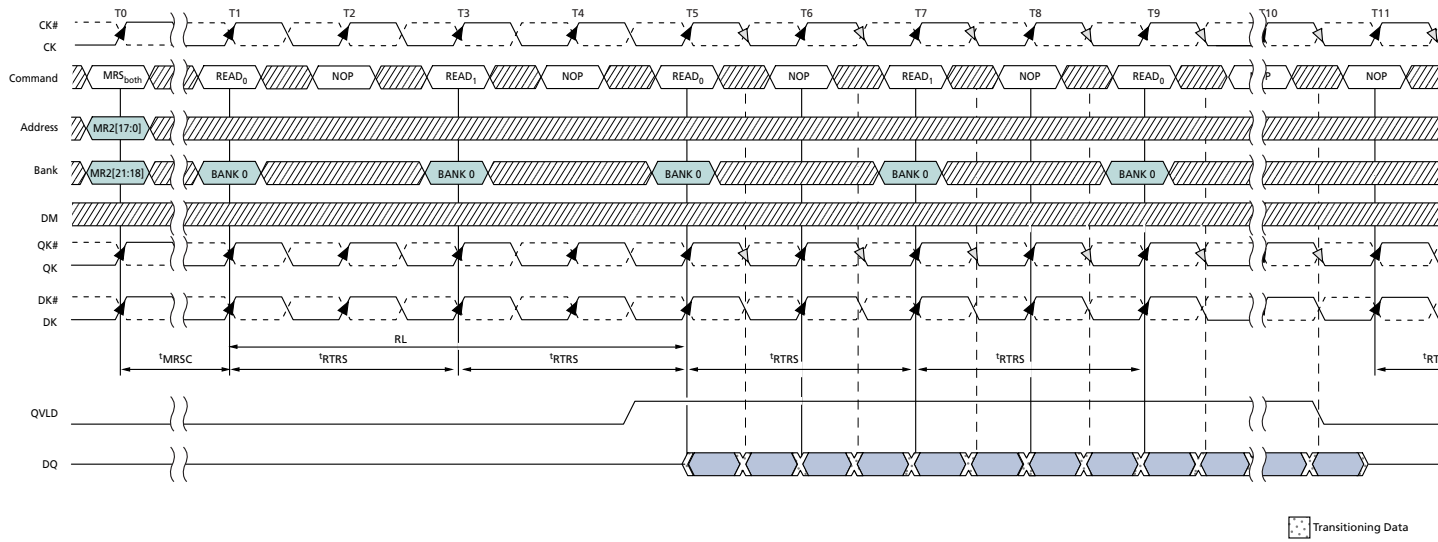 T0 T1 T2 T3 T4 T5 T6 T7 T8 T9 T10 T11
CK#
CK
Command MRSboth READ0 NOP READ1 NOP READ0 NOP READ1 NOP READ0 P NOP
Address MR2[17:0]
Bank MR2[21:18] BANK 0 BANK 0 BANK 0 BANK 0 BANK 0
DM
QK#
QK
DK#
DK
RL
tMRSC tRTRS tRTRS tRTRS tRTRS tRT
QVLD
DQ
Transitioning Data